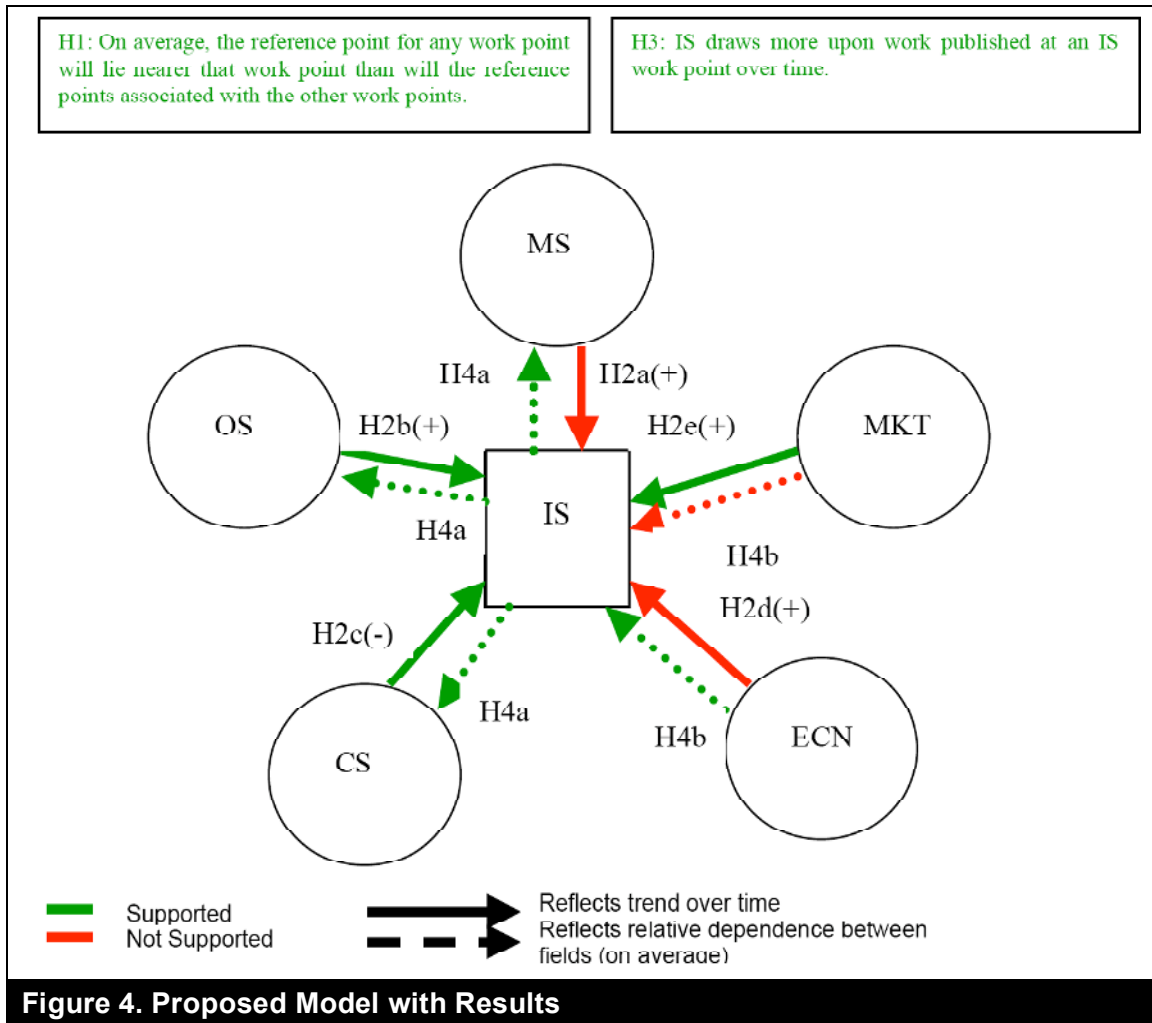 H1: On average, the reference point for any work point
will lie nearer that work point than will the reference
points associated with the other work points.
H3: IS draws more upon work published at an IS
work point over time.
MS
H4a
H2a(+)
OS
H2b(+)
H2e(+)
MKT
IS
H4a
H4b
H2d(+)
H2c(-)
H4a
H4b
ECN
CS
Supported
Not Supported
Reflects trend over time
Reflects relative dependence between
fields (on average)
Figure 4. Proposed Model with Results